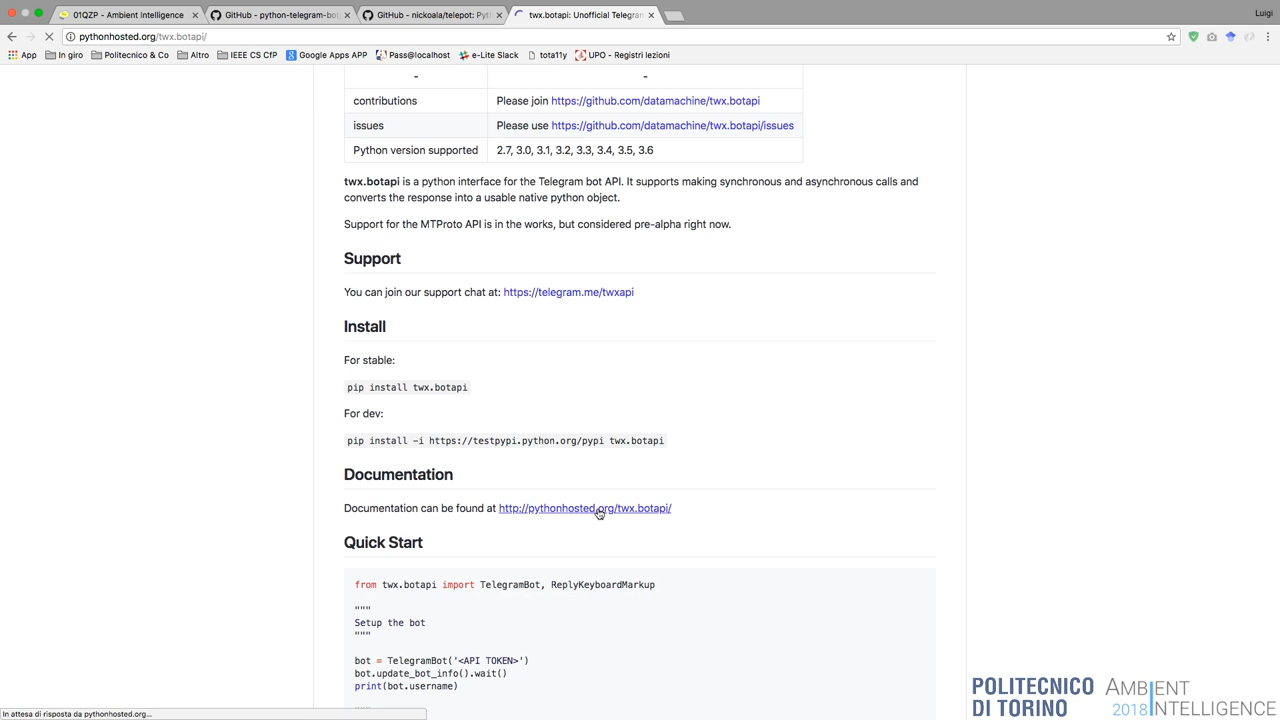 01QZP - Ambient Intelligence
GitHub - python-telegram-bot
GitHub - nickoala/telepot: Pyt
twx.botapi: Unofficial Telegram
Luigi
pythonhosted.org/twx.botapi/
App
In giro
Politecnico & Co
Altro
IEEE CS CfP
Google Apps APP
Pass@localhost
e-Lite Slack
tota11y
UPO - Registri lezioni
- -
contributions Please join https://github.com/datamachine/twx.botapi
issues Please use https://github.com/datamachine/twx.botapi/issues
Python version supported 2.7, 3.0, 3.1, 3.2, 3.3, 3.4, 3.5, 3.6
twx.botapi is a python interface for the Telegram bot API. It supports making synchronous and asynchronous calls and
converts the response into a usable native python object.
Support for the MTProto API is in the works, but considered pre-alpha right now.
Support
You can join our support chat at: https://telegram.me/twxapi
Install
For stable:
pip install twx.botapi
For dev:
pip install -i https://testpypi.python.org/pypi twx.botapi
Documentation
Documentation can be found at http://pythonhosted.org/twx.botapi/
Quick Start
from twx.botapi import TelegramBot, ReplyKeyboardMarkup
"""
Setup the bot
"""
bot = TelegramBot('<API TOKEN>')
bot.update_bot_info().wait()
print(bot.username)
"""
In attesa di risposta da pythonhosted.org...
POLITECNICO
DI TORINO
AMBIENT
2018 INTELLIGENCE